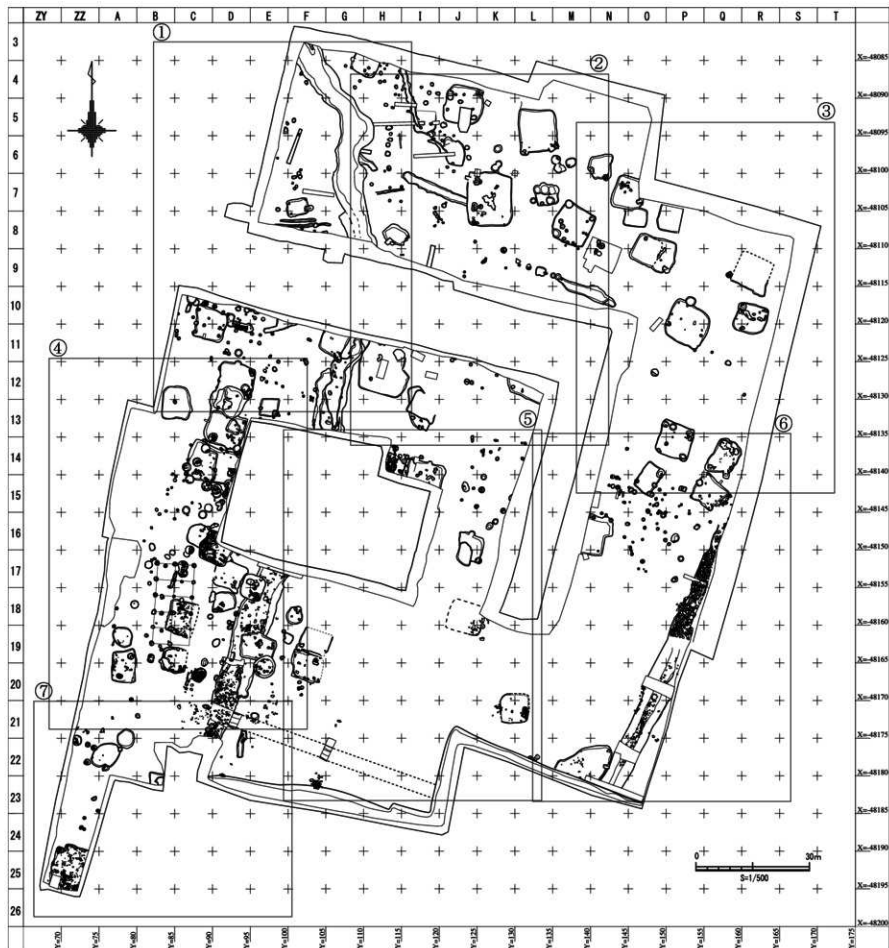 ZY ZZ A B C D E F G H I J K L M N O P Q R S T
3
4
5
6
7
8
9
10
11
12
13
14
15
16
17
18
19
20
21
22
23
24
25
26
①
②
③
④
⑤
⑥
⑦
X=-48085
X=-48090
X=-48095
X=-48100
X=-48105
X=-48110
X=-48115
X=-48120
X=-48125
X=-48130
X=-48135
X=-48140
X=-48145
X=-48150
X=-48155
X=-48160
X=-48165
X=-48170
X=-48175
X=-48180
X=-48185
X=-48190
X=-48195
X=-48200
0 30m
S=1/500
Y=70
Y=75
Y=80
Y=85
Y=90
Y=95
Y=100
Y=105
Y=110
Y=115
Y=120
Y=125
Y=130
Y=135
Y=140
Y=145
Y=150
Y=155
Y=160
Y=165
Y=170
Y=175